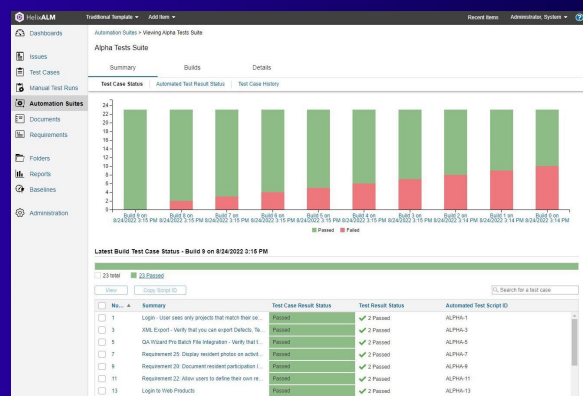 HelixALM
Traditional Template Add Item Recent Items Administrator, System
Dashboards
Issues
Test Cases
Manual Test Runs
Automation Suites
Documents
Requirements
Folders
Reports
Baselines
Administration
Automation Suites > Viewing Alpha Tests Suite
Alpha Tests Suite
Summary Builds Details
Test Case Status Automated Test Result Status Test Case History
24
22
20
18
16
14
12
10
8
6
4
2
0
Build 9 on Build 8 on Build 7 on Build 6 on Build 5 on Build 4 on Build 3 on Build 2 on Build 1 on Build 0 on
8/24/2022 3:15 PM 8/24/2022 3:15 PM 8/24/2022 3:15 PM 8/24/2022 3:15 PM 8/24/2022 3:15 PM 8/24/2022 3:15 PM 8/24/2022 3:15 PM 8/24/2022 3:14 PM 8/24/2022 3:14 PM 8/24/2022 3:14 PM
Passed Failed
Latest Build Test Case Status - Build 9 on 8/24/2022 3:15 PM
23 total 23 Passed
View Copy Script ID Search for a test case
Nu... Summary Test Case Result Status Test Result Status Automated Test Script ID
1 Login - User sees only projects that match their se... Passed 2 Passed ALPHA-1
3 XML Export - Verify that you can export Defects, Te... Passed 2 Passed ALPHA-3
5 QA Wizard Pro Batch File Integration - Verify that t... Passed 2 Passed ALPHA-5
7 Requirement 25: Display resident photos on activit... Passed 2 Passed ALPHA-7
9 Requirement 20: Document resident participation i... Passed 2 Passed ALPHA-9
11 Requirement 22: Allow users to define their own re... Passed 2 Passed ALPHA-11
13 Login to Web Products Passed 2 Passed ALPHA-13